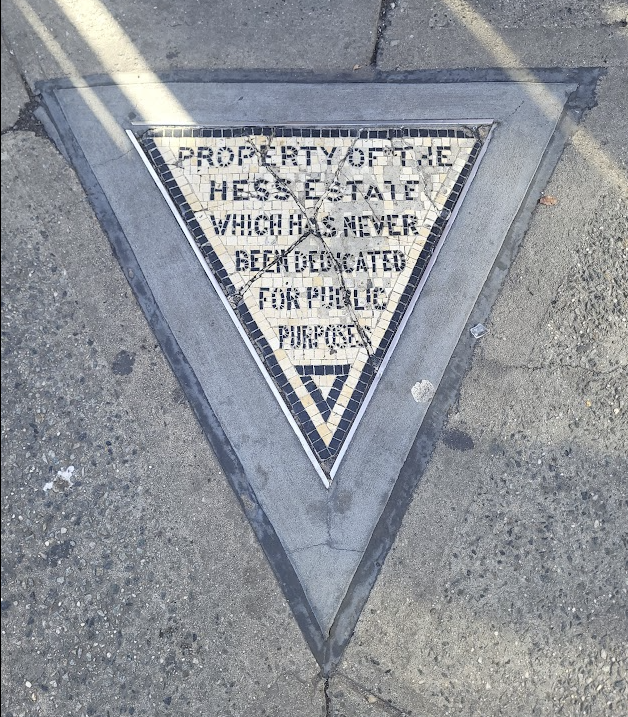 PROPERTY OF THE
HESS ESTATE
WHICH HAS NEVER
BEEN DEDICATED
FOR PUBLIC
PURPOSES